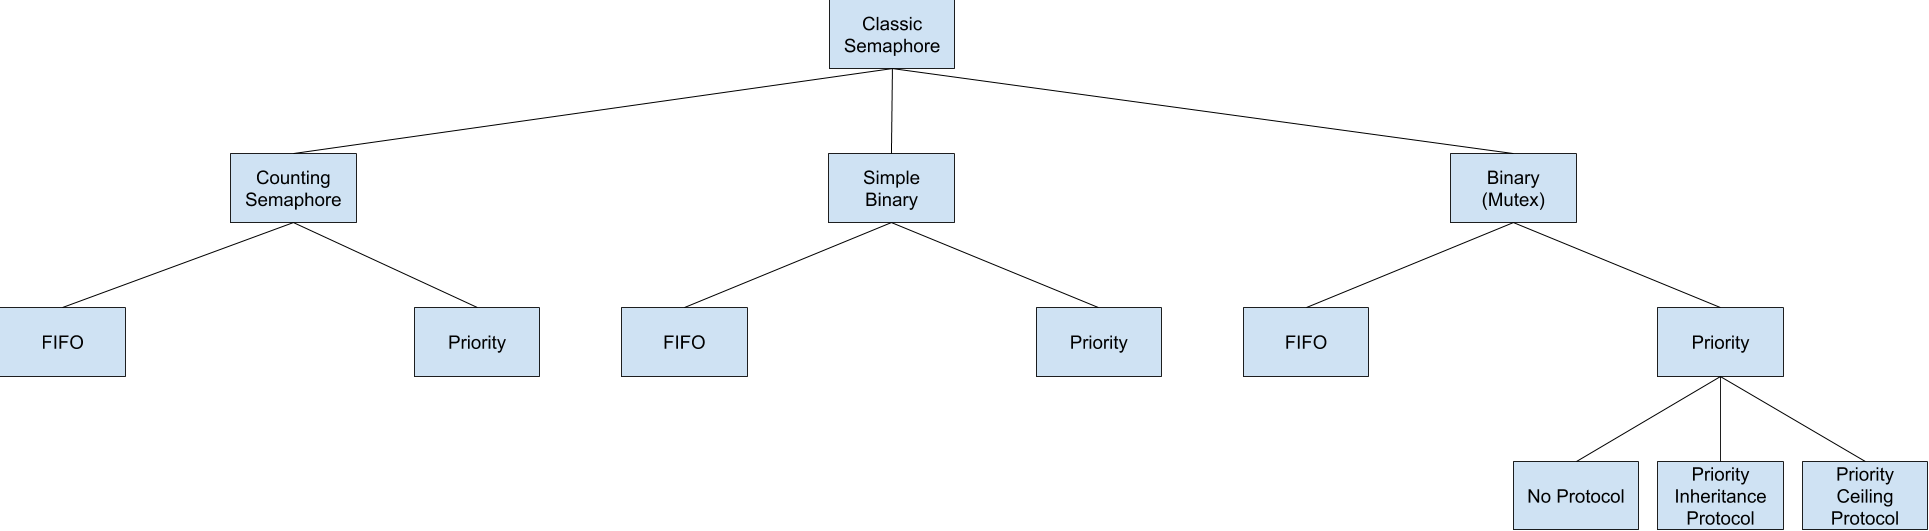 Classic
Semaphore
Counting
Semaphore
Simple
Binary
Binary
(Mutex)
FIFO
Priority
FIFO
Priority
FIFO
Priority
No Protocol
Priority
Inheritance
Protocol
Priority
Ceiling
Protocol